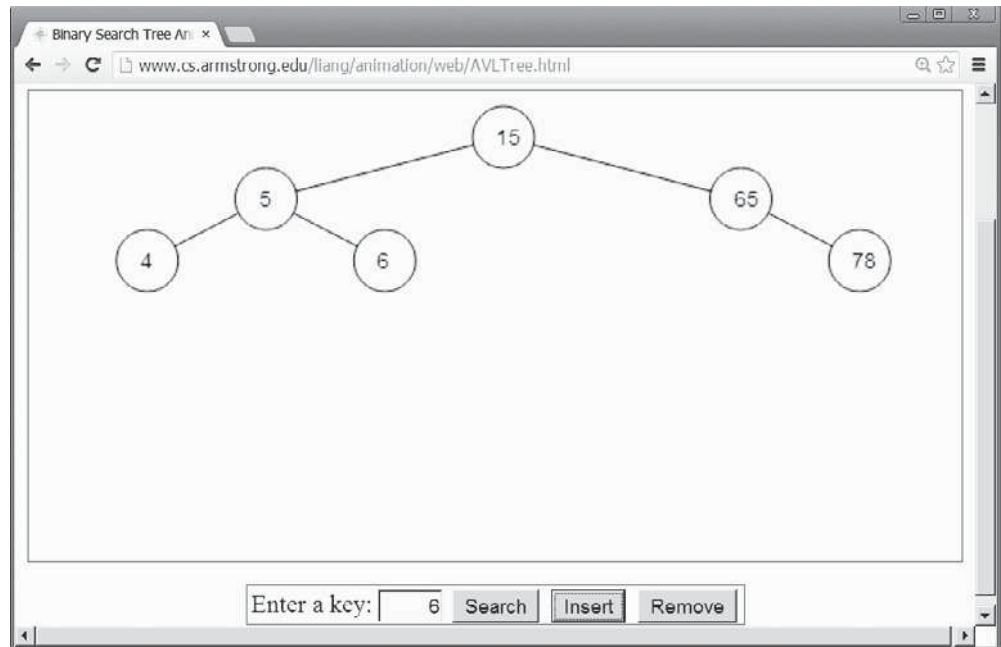 Binary Search Tree An ×
www.cs.armstrong.edu/liang/animation/web/AVLTree.html
15
5 65
4 6 78
Enter a key: 6 Search Insert Remove